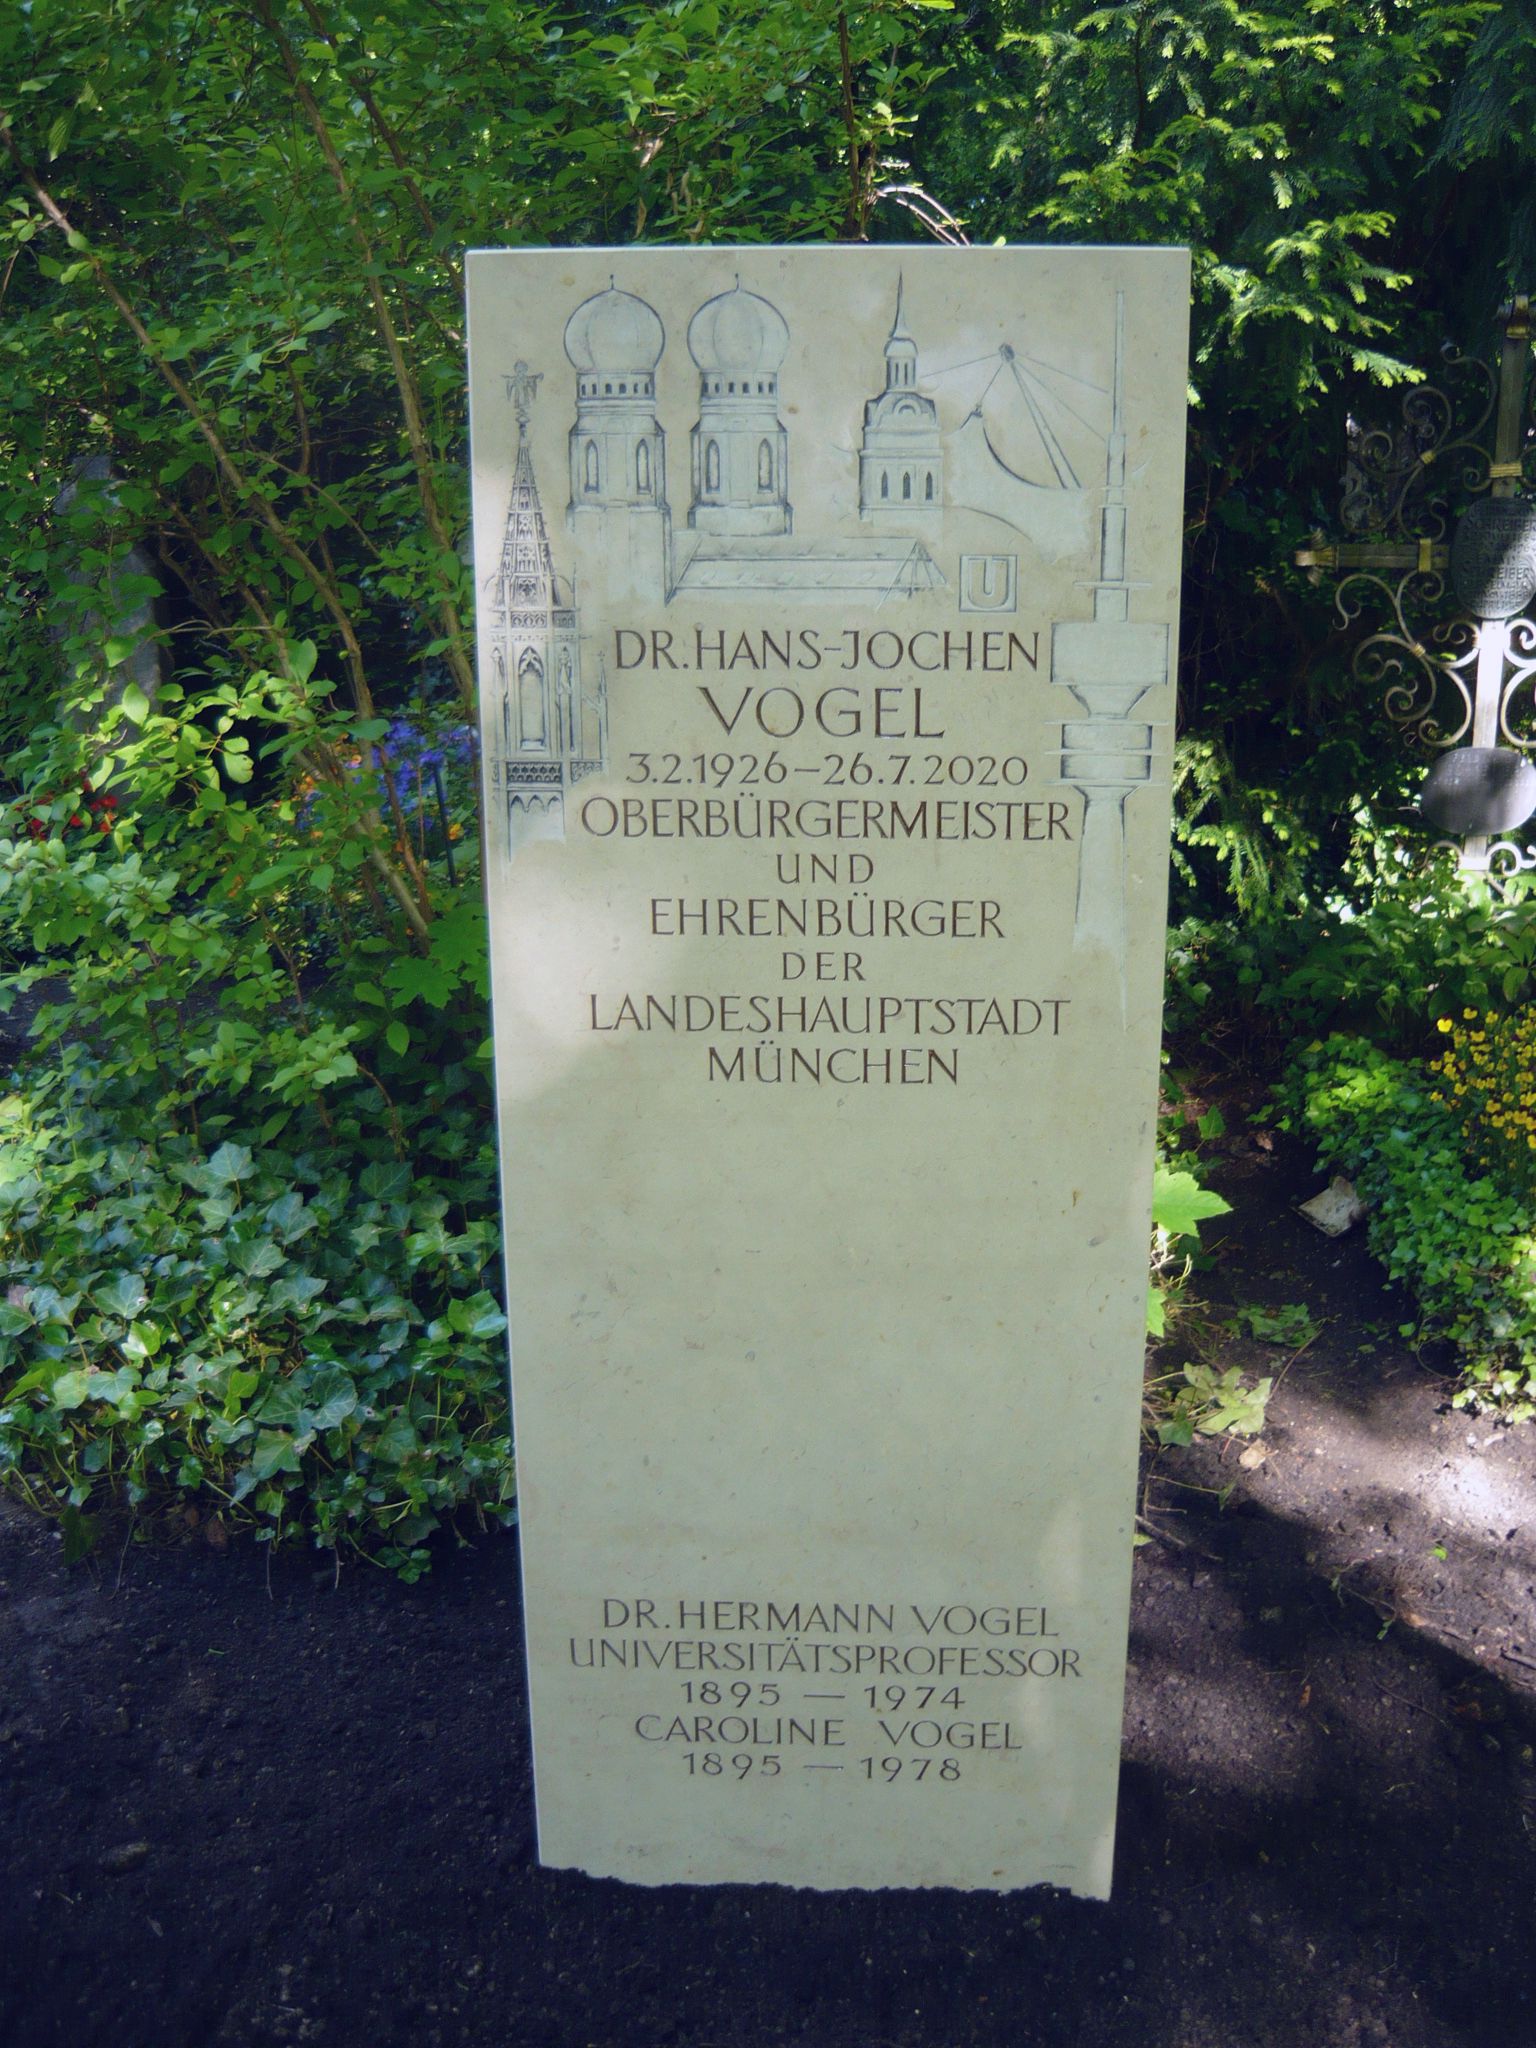 U
DR. HANS-JOCHEN
VOGEL
3.2.1926–26.7.2020
OBERBÜRGERMEISTER
UND
EHRENBÜRGER
DER
LANDESHAUPTSTADT
MÜNCHEN
DR. HERMANN VOGEL
UNIVERSITÄTSPROFESSOR
1895 — 1974
CAROLINE VOGEL
1895 — 1978